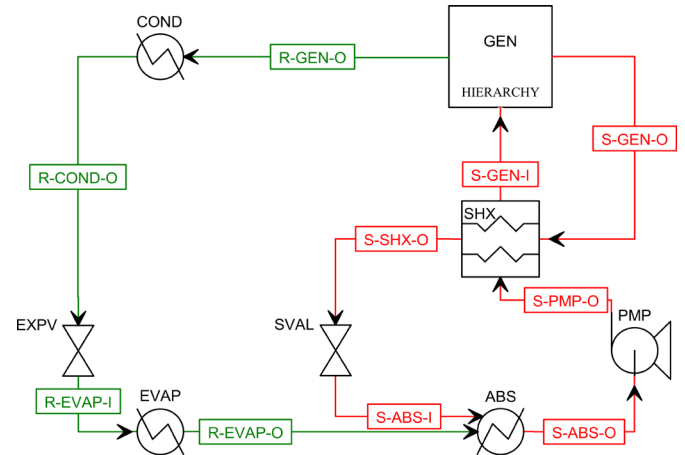 COND
GEN
R-GEN-O
HIERARCHY
S-GEN-O
R-COND-O
S-GEN-I
SHX
S-SHX-O
S-PMP-O
EXPV
SVAL
PMP
R-EVAP-I
EVAP
ABS
S-ABS-I
R-EVAP-O
S-ABS-O